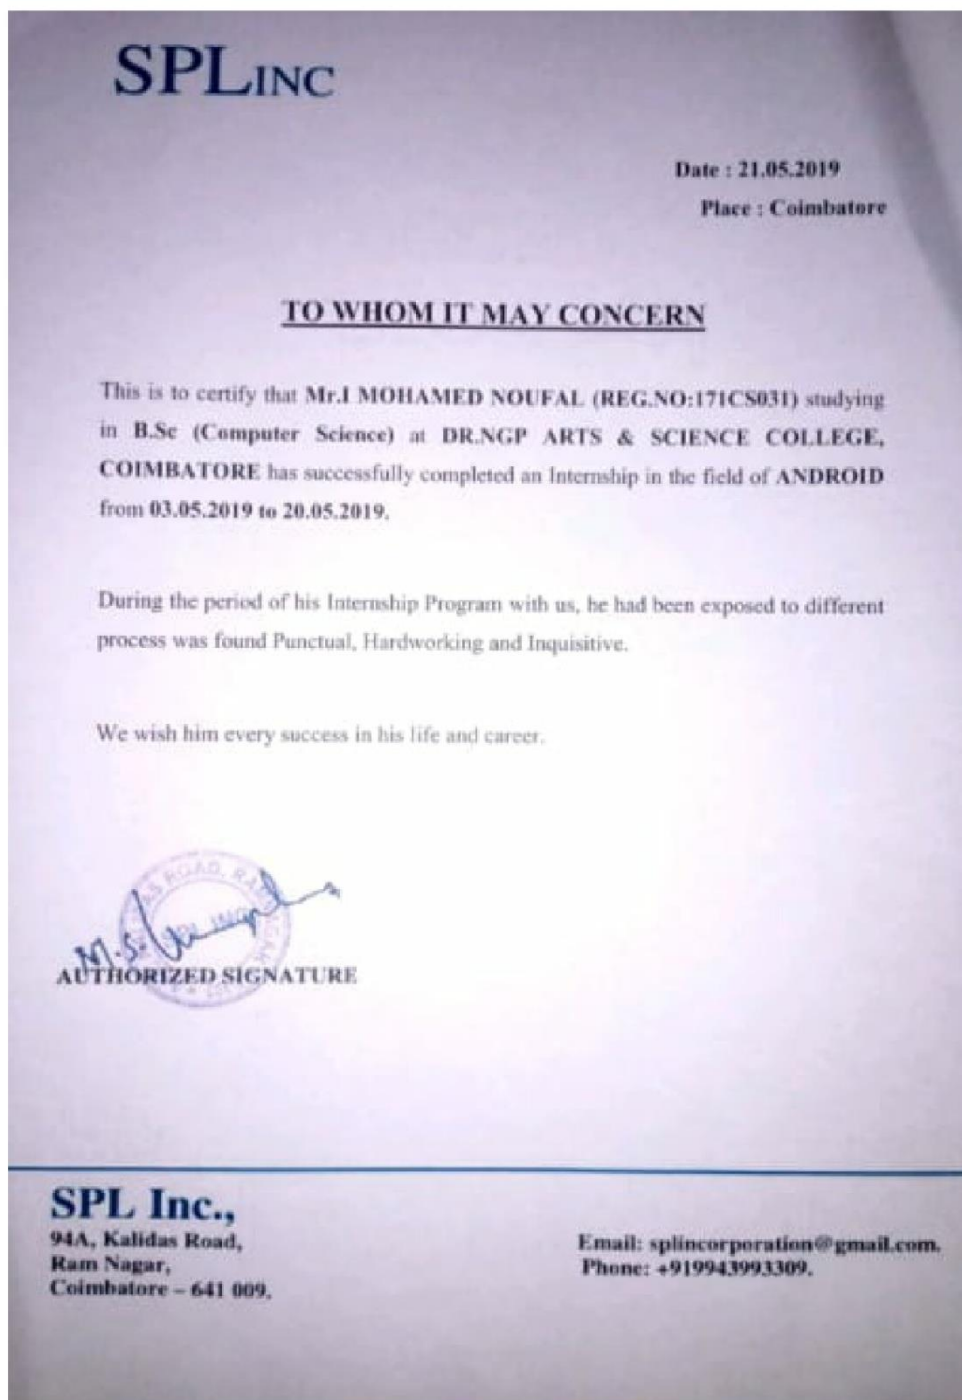 SPLINC
Date : 21.05.2019
Place : Coimbatore
TO WHOM IT MAY CONCERN
This is to certify that Mr.I MOHAMED NOUFAL (REG.NO:171CS031) studying
in B.Sc (Computer Science) at DR.NGP ARTS & SCIENCE COLLEGE,
COIMBATORE has successfully completed an Internship in the field of ANDROID
from 03.05.2019 to 20.05.2019.
During the period of his Internship Program with us, he had been exposed to different
process was found Punctual, Hardworking and Inquisitive.
We wish him every success in his life and career.
ROAD, RAM
M.S.
AUTHORIZED SIGNATURE
SPL Inc.,
94A, Kalidas Road,
Ram Nagar,
Coimbatore – 641 009.
Email: splincorporation@gmail.com.
Phone: +919943993309.